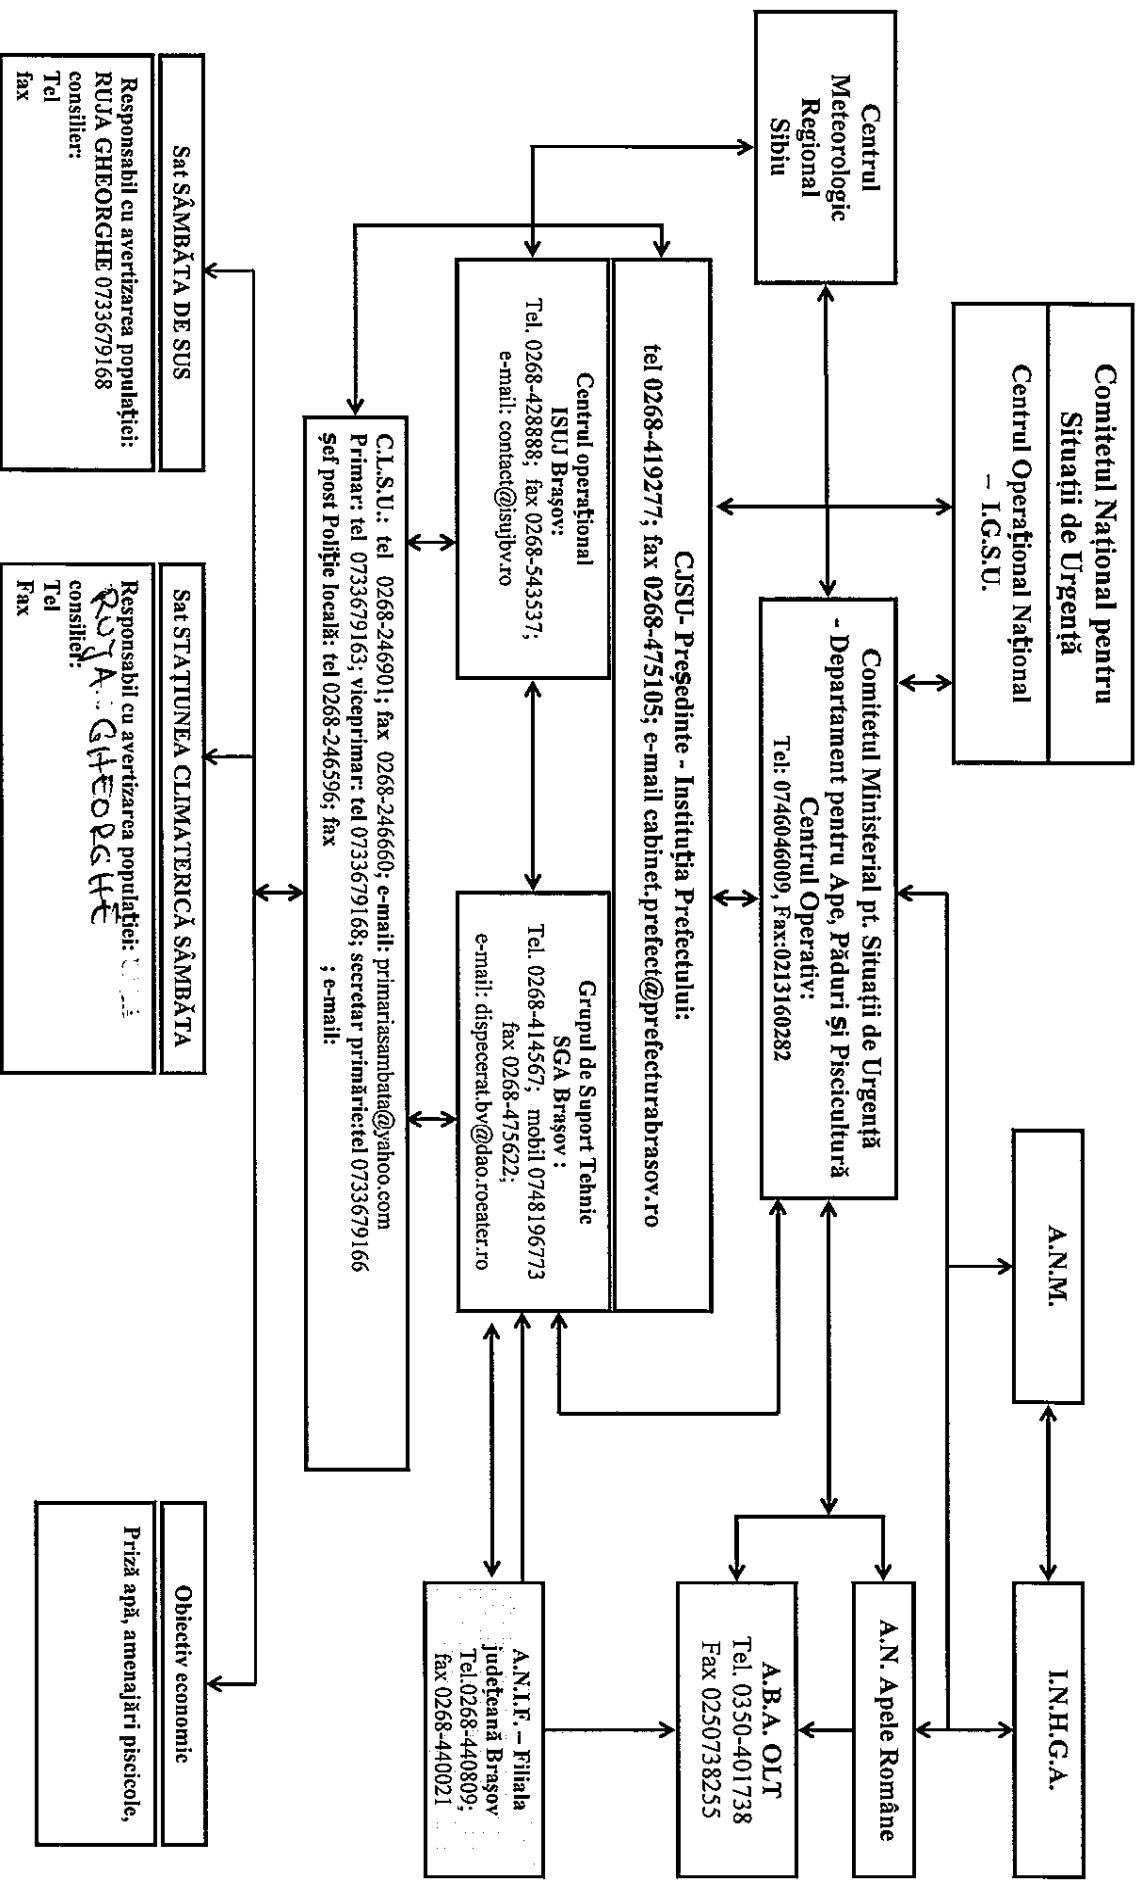 Comitetul Național pentru
Situații de Urgență
Centrul Operațional Național
– I.G.S.U.
A.N.M.
I.N.H.G.A.
Centrul
Meteorologic
Regional
Sibiu
Comitetul Ministerial pt. Situații de Urgență
- Departament pentru Ape, Păduri și Piscicultură
Centrul Operativ:
Tel: 0746046009, Fax:0213160282
A.N. Apele Române
A.B.A. OLT
Tel. 0350-401738
Fax 0250738255
CJSU- Președinte - Instituția Prefectului:
tel 0268-419277; fax 0268-475105; e-mail cabinet.prefect@prefecturabrasov.ro
Centrul operațional
ISUJ Brașov:
Tel. 0268-428888; fax 0268-543537;
e-mail: contact@isujbv.ro
Grupul de Suport Tehnic
SGA Brașov :
Tel. 0268-414567; mobil 0748196773
fax 0268-475622;
e-mail: dispecerat.bv@dao.roeater.ro
A.N.I.F. – Filiala
județeană Brașov
Tel.0268-440809;
fax 0268-440021
C.L.S.U.: tel 0268-246901; fax 0268-246660; e-mail: primariasambata@yahoo.com
Primar: tel 0733679163; viceprimar: tel 0733679168; secretar primărie:tel 0733679166
șef post Poliție locală: tel 0268-246596; fax ; e-mail:
Sat SÂMBĂTA DE SUS
Responsabil cu avertizarea populației:
RUJA GHEORGHE 0733679168
consilier:
Tel
fax
Sat STAȚIUNEA CLIMATERICĂ SÂMBĂTA
Responsabil cu avertizarea populației:
RUJA GHEORGHE
consilier:
Tel
Fax
Obiectiv economic
Priză apă, amenajări piscicole,